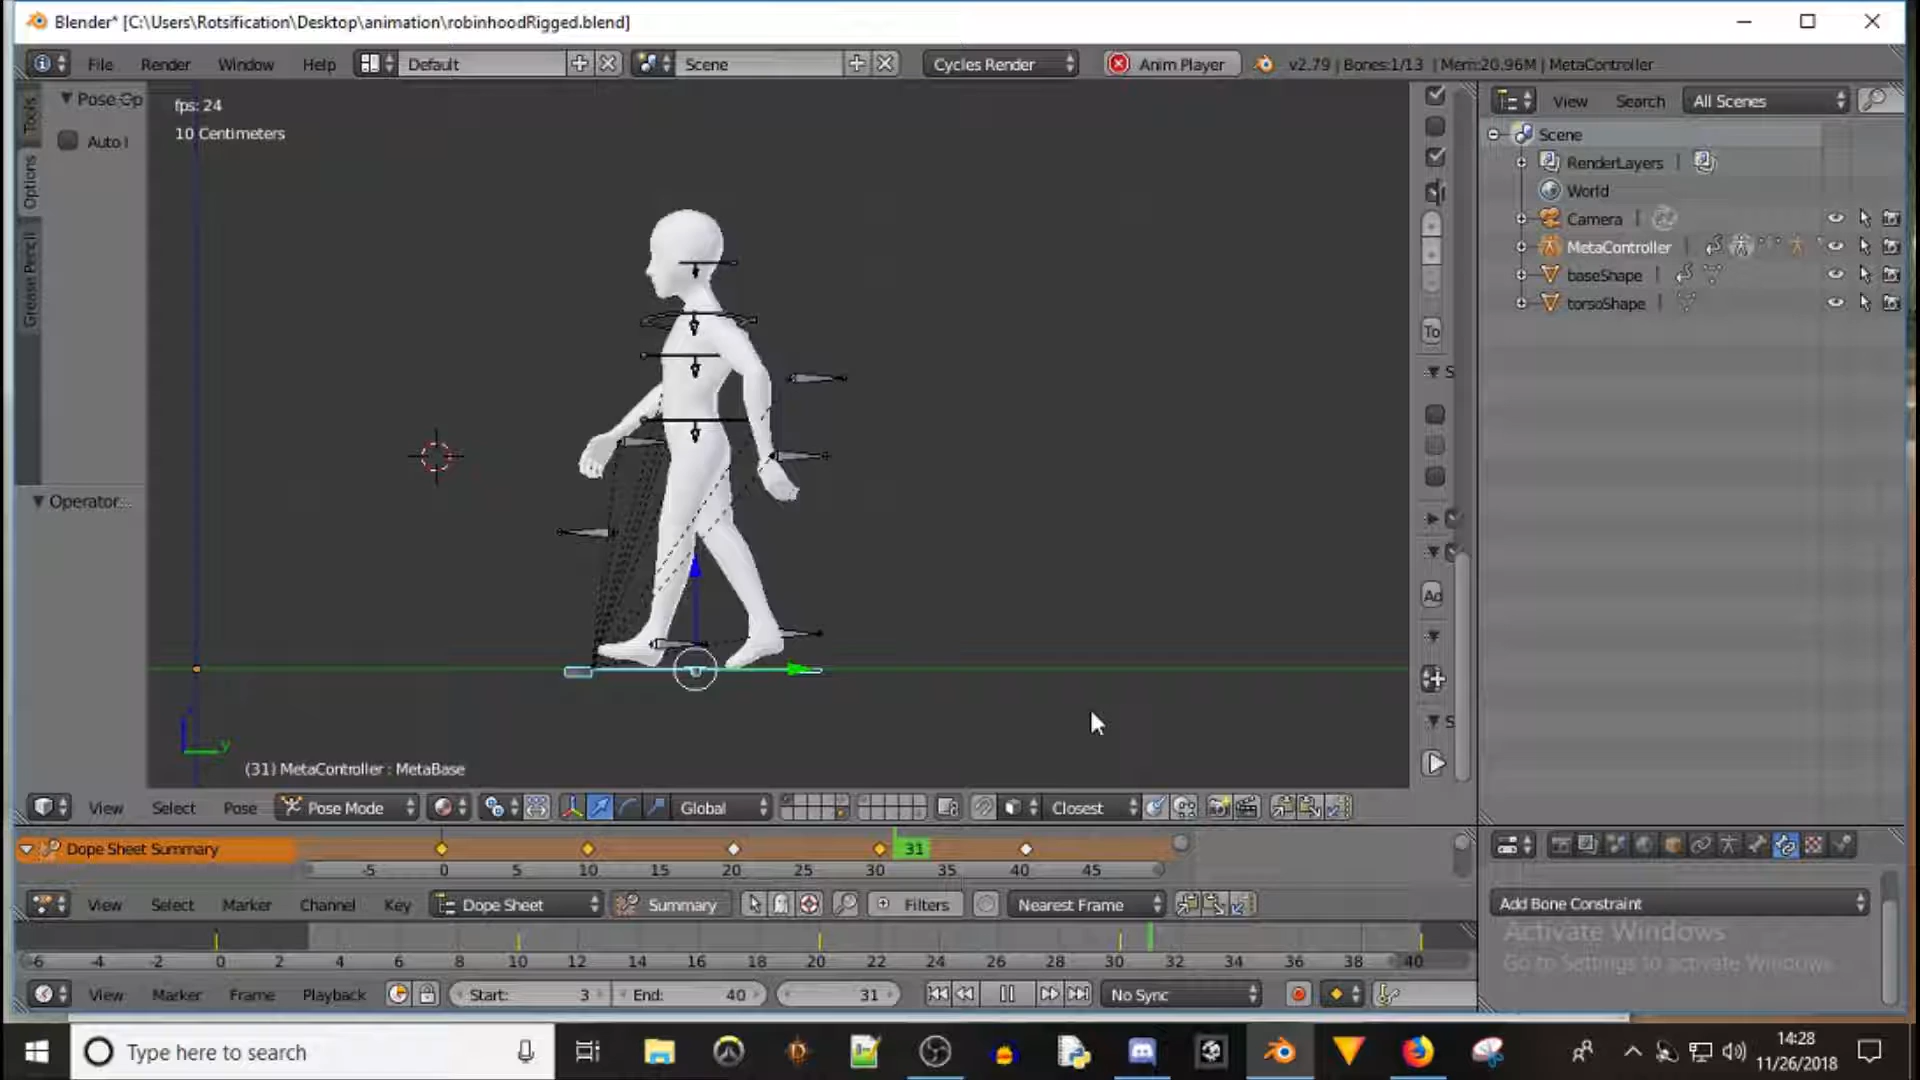 Blender* [C:\Users\Rotsification\Desktop\animation\robinhoodRigged.blend]
File Render Window Help Default Scene Cycles Render Anim Player v2.79 | Bones:1/13 | Mem:20.96M | MetaController
Tools
Options
Grease Pencil
Pose Op
Auto I
Operator...
fps: 24
10 Centimeters
y
(31) MetaController : MetaBase
To
S
Ad
S
View Search All Scenes
Scene
RenderLayers
World
Camera
MetaController
baseShape
torsoShape
View Select Pose Pose Mode Global Closest
Dope Sheet Summary
31
-5 0 5 10 15 20 25 30 35 40 45
View Select Marker Channel Key Dope Sheet Summary Filters Nearest Frame
-6 -4 -2 0 2 4 6 8 10 12 14 16 18 20 22 24 26 28 30 32 34 36 38 40
View Marker Frame Playback Start: 3 End: 40 31 No Sync
Add Bone Constraint
Activate Windows
Go to Settings to activate Windows.
Type here to search
14:28
11/26/2018